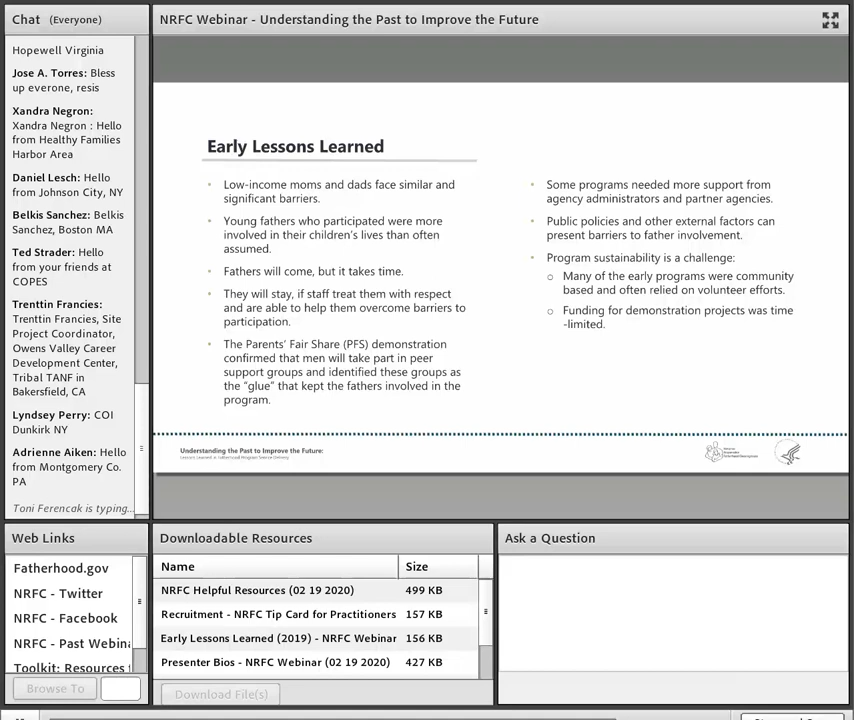 Chat (Everyone)
Hopewell Virginia
Jose A. Torres: Bless
up everone, resis
Xandra Negron:
Xandra Negron : Hello
from Healthy Families
Harbor Area
Daniel Lesch: Hello
from Johnson City, NY
Belkis Sanchez: Belkis
Sanchez, Boston MA
Ted Strader: Hello
from your friends at
COPES
Trenttin Francies:
Trenttin Francies, Site
Project Coordinator,
Owens Valley Career
Development Center,
Tribal TANF in
Bakersfield, CA
Lyndsey Perry: COI
Dunkirk NY
Adrienne Aiken: Hello
from Montgomery Co.
PA
Toni Ferencak is typing...
NRFC Webinar - Understanding the Past to Improve the Future
Early Lessons Learned
• Low-income moms and dads face similar and
significant barriers.
• Young fathers who participated were more
involved in their children's lives than often
assumed.
• Fathers will come, but it takes time.
• They will stay, if staff treat them with respect
and are able to help them overcome barriers to
participation.
• The Parents' Fair Share (PFS) demonstration
confirmed that men will take part in peer
support groups and identified these groups as
the "glue" that kept the fathers involved in the
program.
• Some programs needed more support from
agency administrators and partner agencies.
• Public policies and other external factors can
present barriers to father involvement.
• Program sustainability is a challenge:
o Many of the early programs were community
based and often relied on volunteer efforts.
o Funding for demonstration projects was time
-limited.
Understanding the Past to Improve the Future:
Lessons Learned in Fatherhood Program Service Delivery
Web Links
Fatherhood.gov
NRFC - Twitter
NRFC - Facebook
NRFC - Past Webina
Toolkit: Resources
Browse To
Downloadable Resources
Name Size
NRFC Helpful Resources (02 19 2020) 499 KB
Recruitment - NRFC Tip Card for Practitioners 157 KB
Early Lessons Learned (2019) - NRFC Webinar 156 KB
Presenter Bios - NRFC Webinar (02 19 2020) 427 KB
Download File(s)
Ask a Question